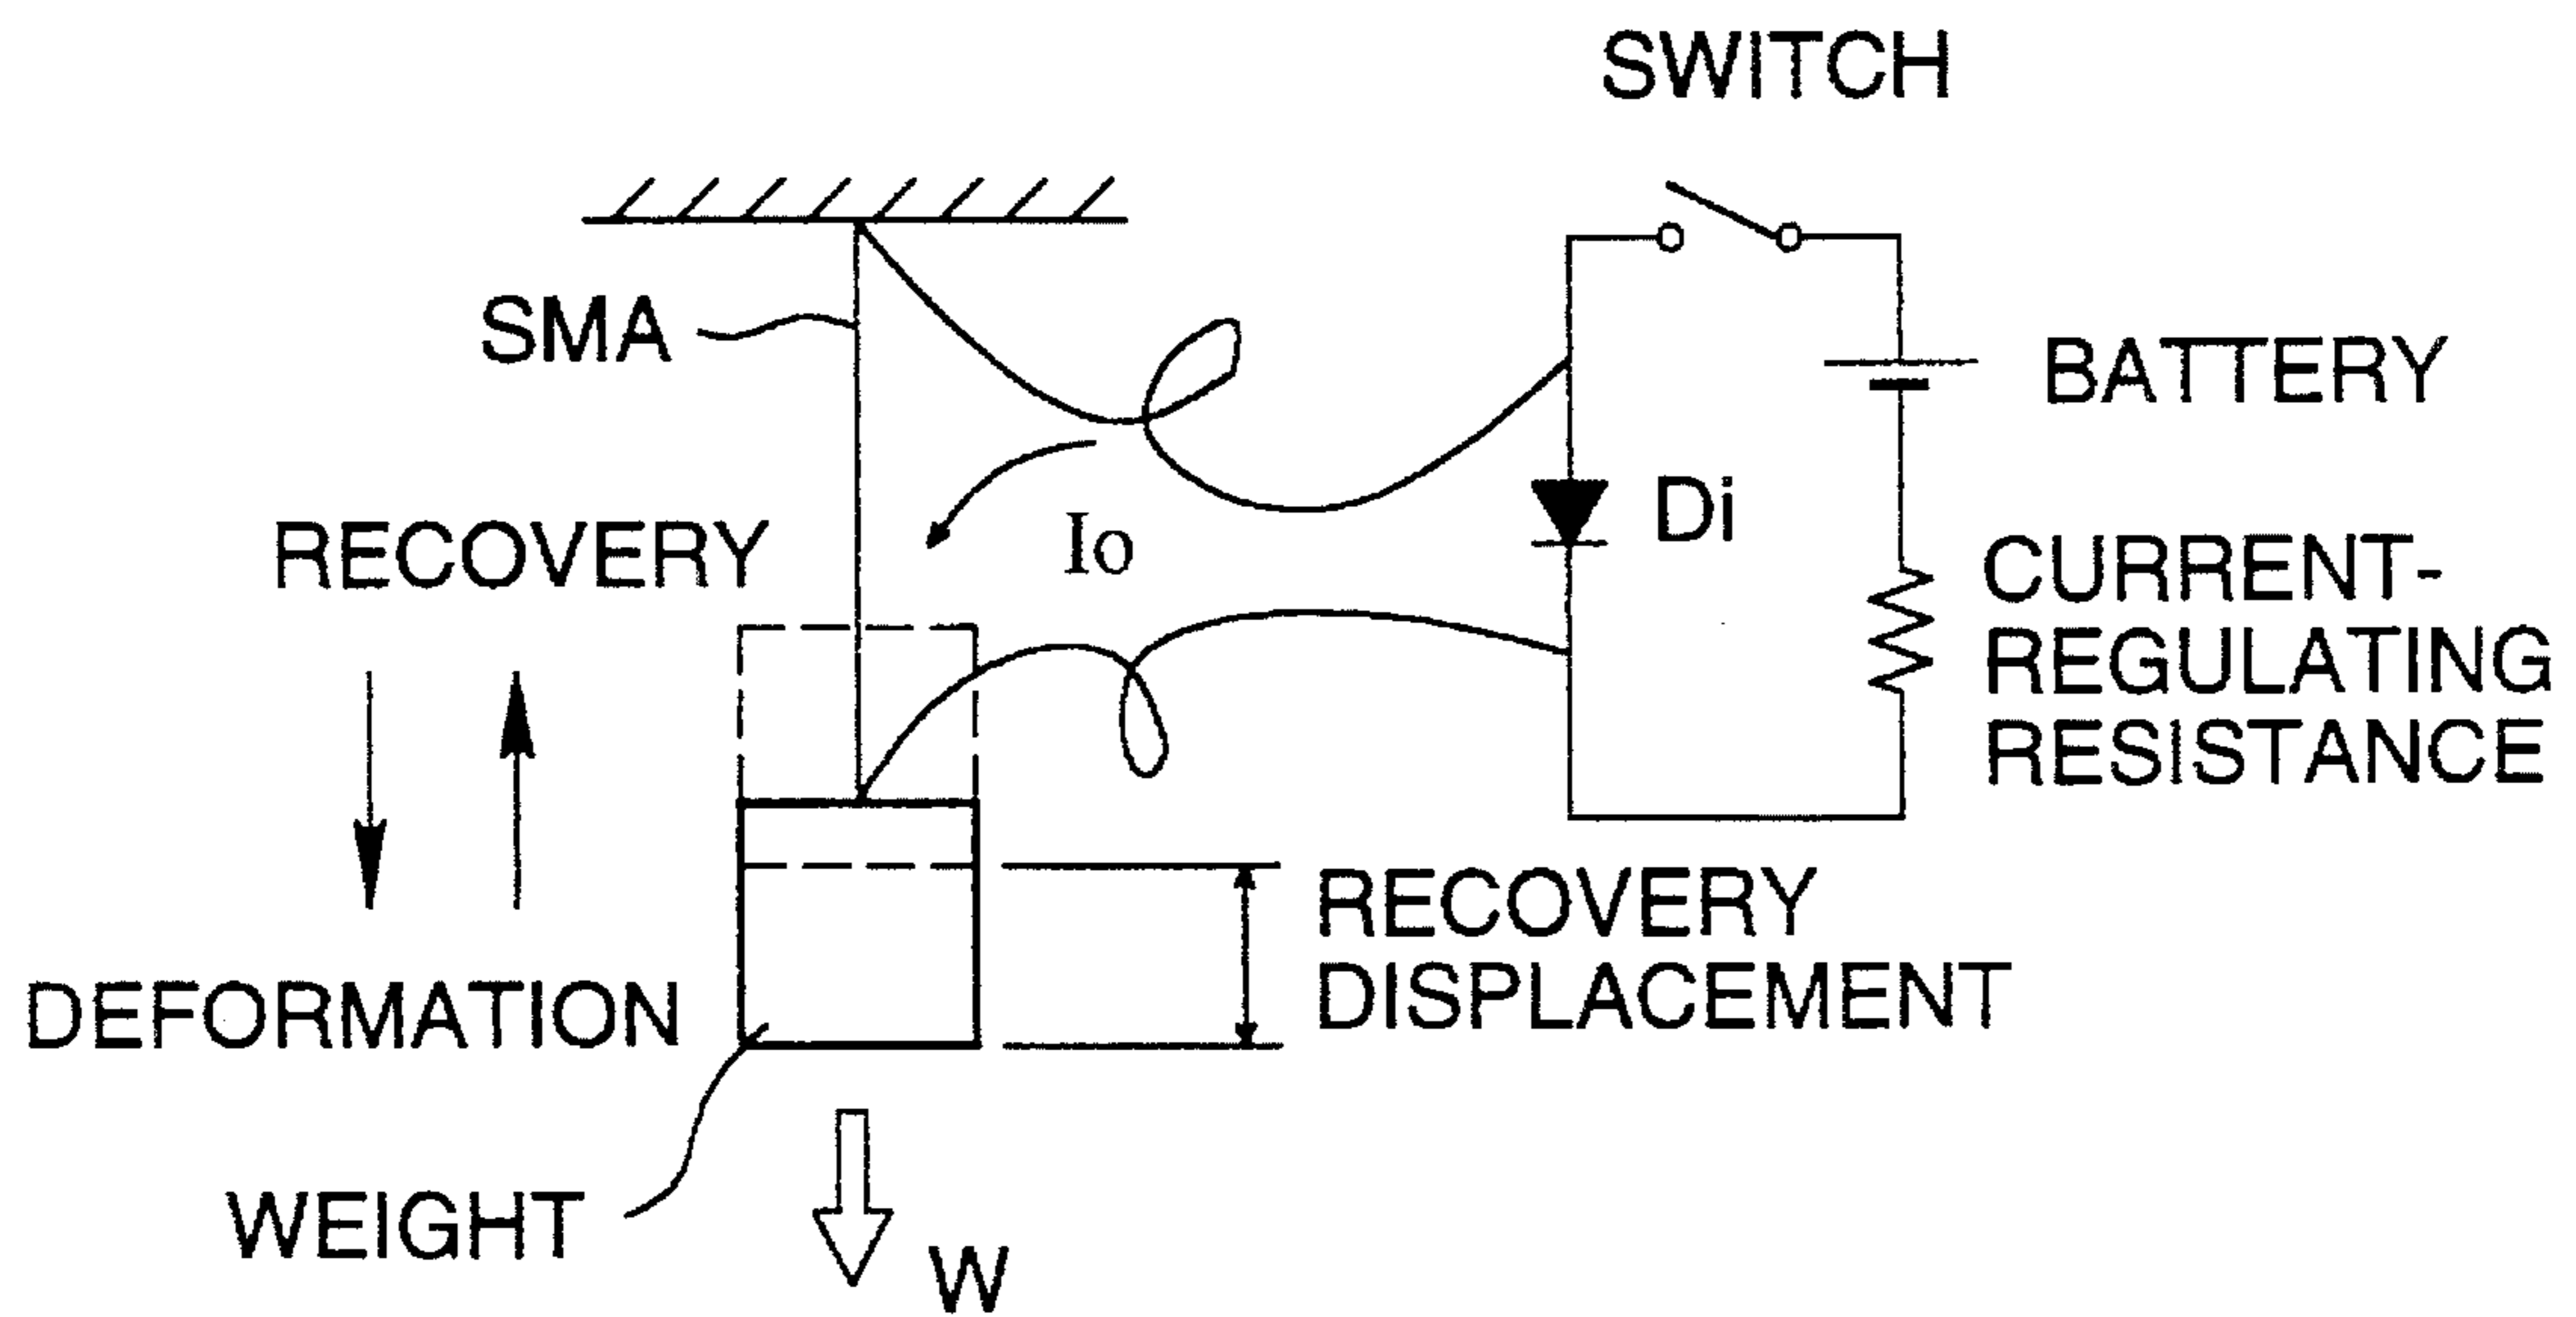 SWITCH
SMA
BATTERY
Di
RECOVERY
Io
CURRENT-
REGULATING
RESISTANCE
RECOVERY
DISPLACEMENT
DEFORMATION
WEIGHT
W